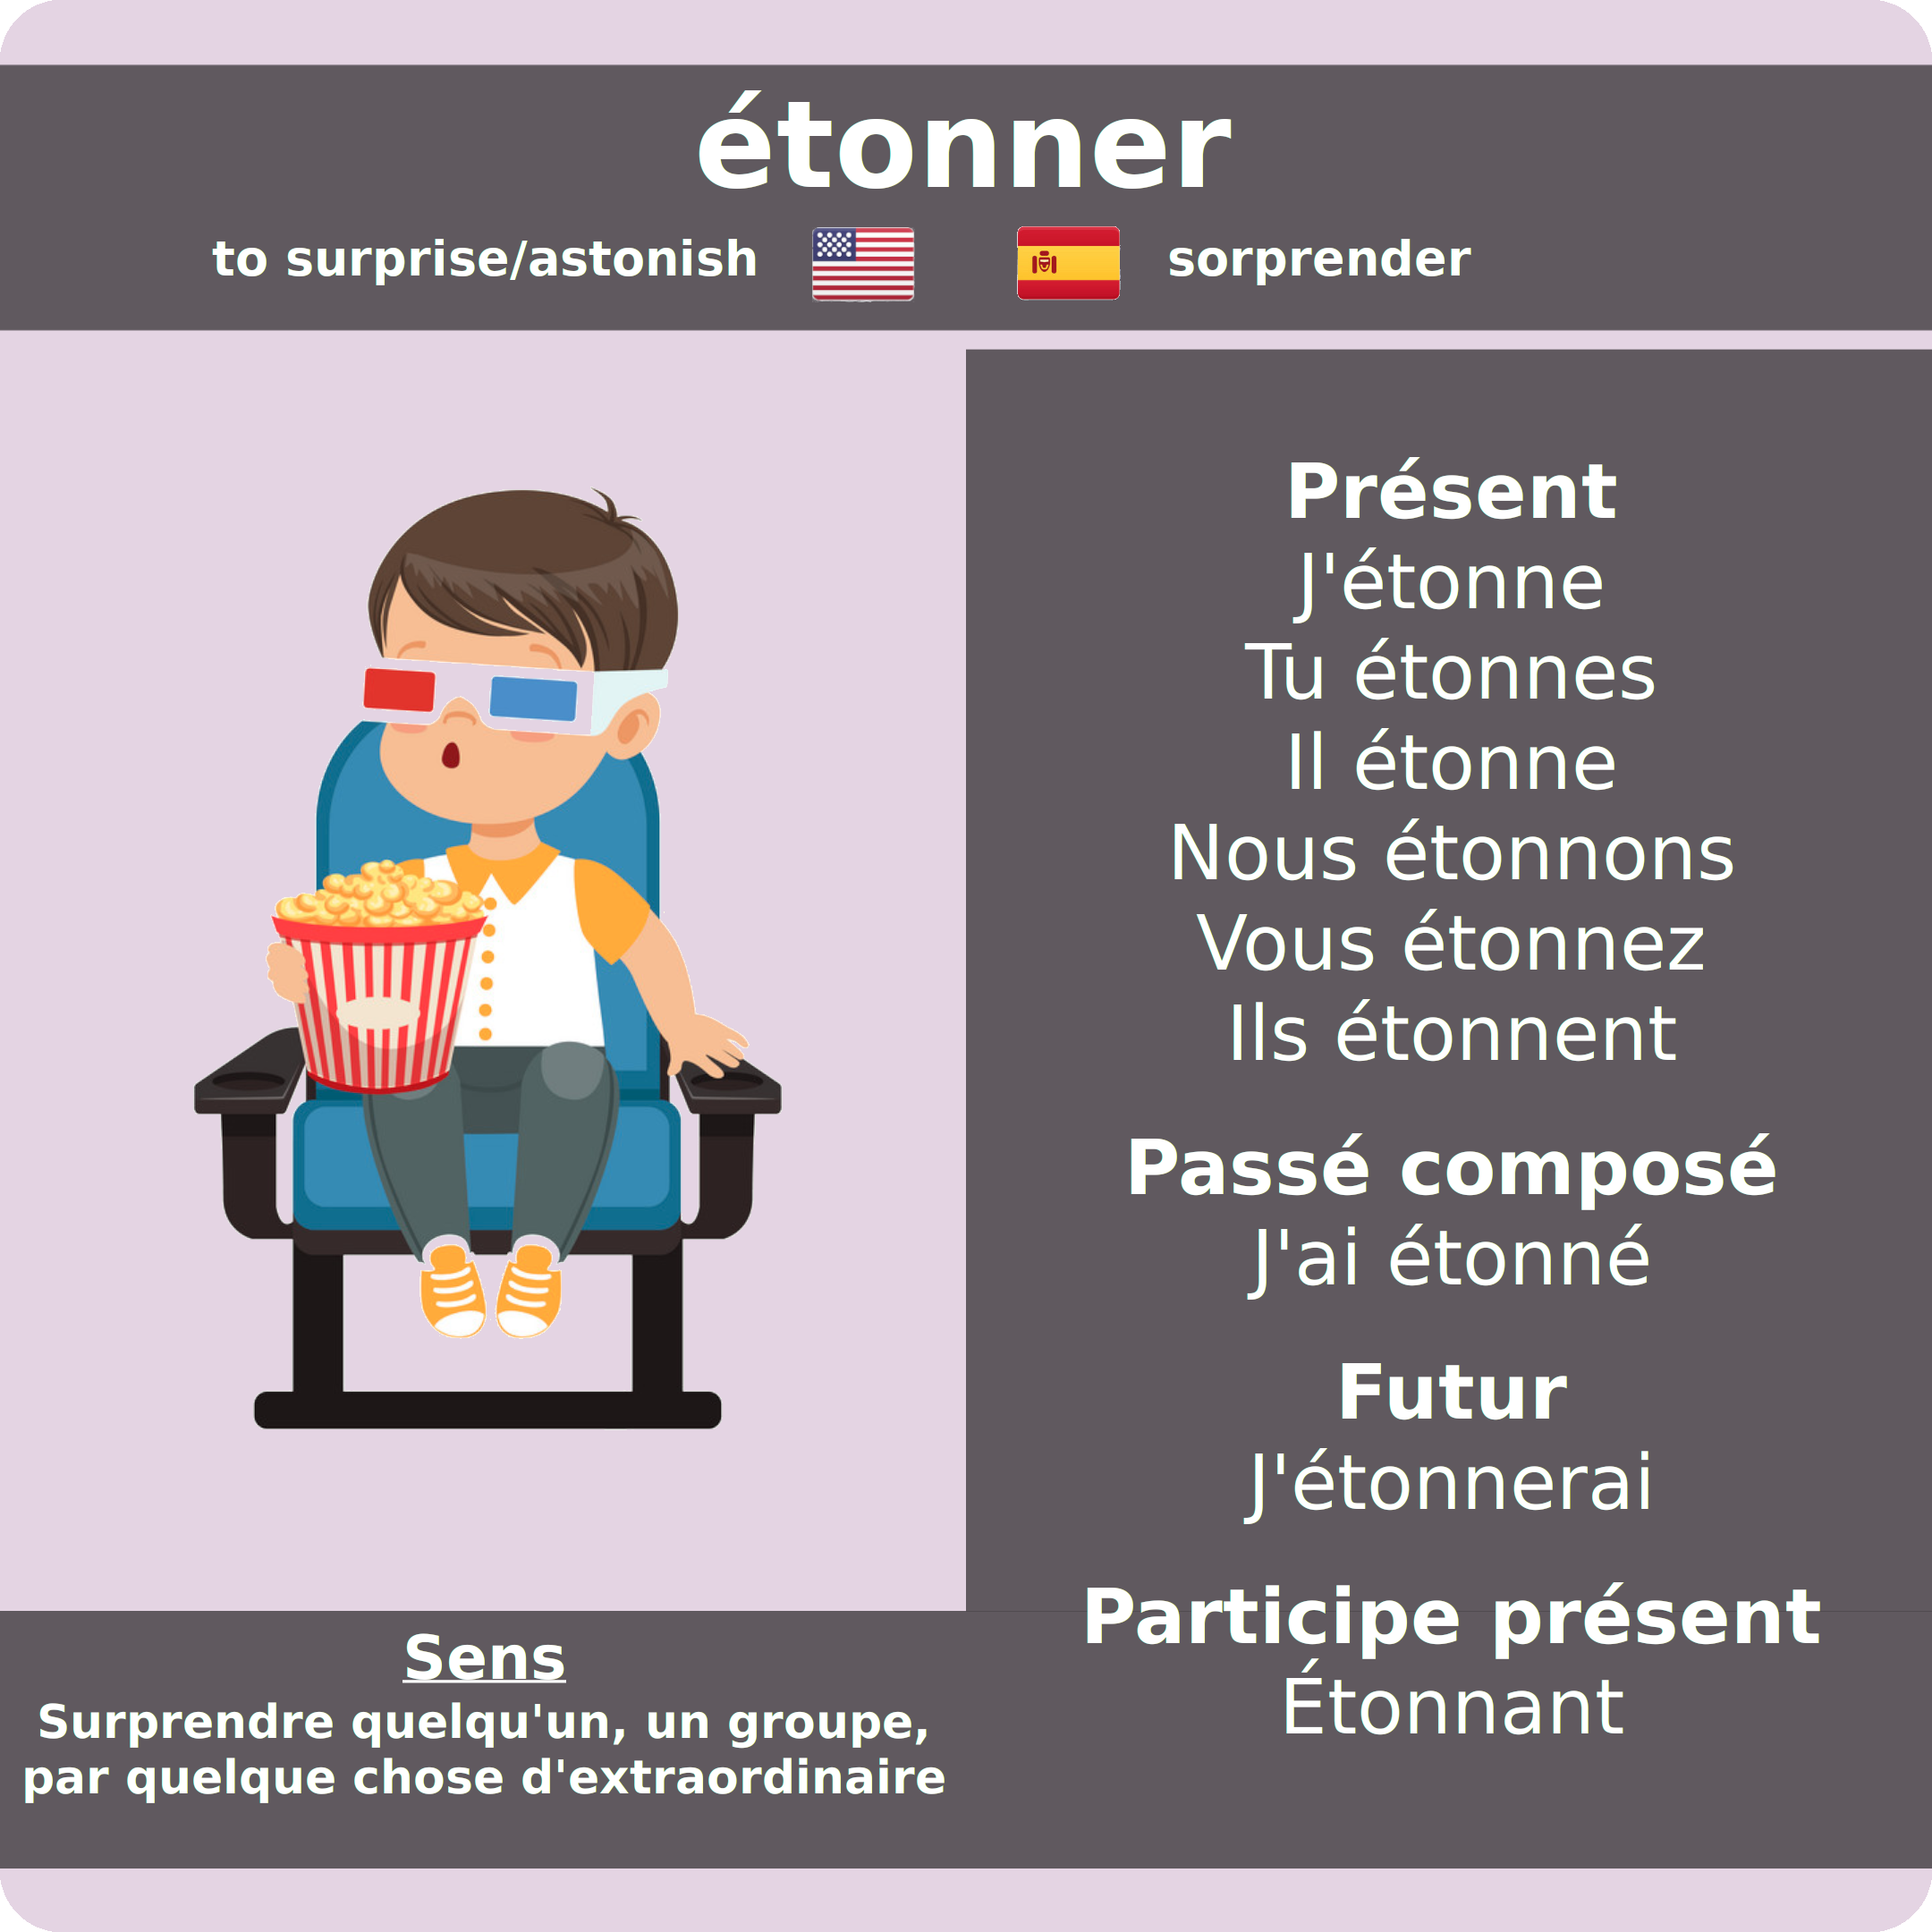 étonner
to surprise/astonish
sorprender
Présent
J'étonne
Tu étonnes
Il étonne
Nous étonnons
Vous étonnez
Ils étonnent
Passé composé
J'ai étonné
Futur
J'étonnerai
Participe présent
Étonnant
Sens
Surprendre quelqu'un, un groupe,
par quelque chose d'extraordinaire